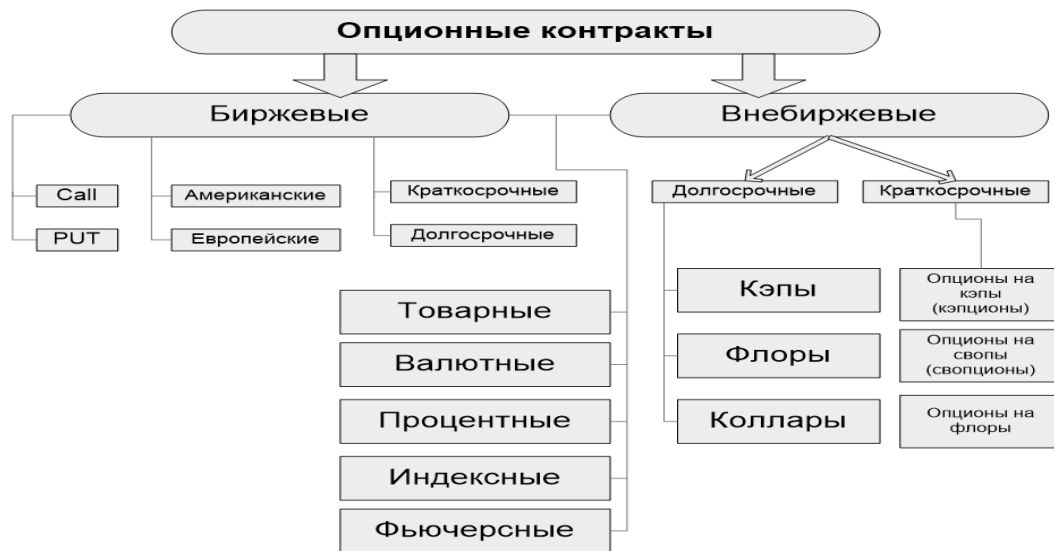 Опционные контракты
Биржевые
Внебиржевые
Call
PUT
Американские
Европейские
Краткосрочные
Долгосрочные
Долгосрочные
Краткосрочные
Товарные
Валютные
Процентные
Индексные
Фьючерсные
Кэпы
Флоры
Коллары
Опционы на
кэпы
(кэпционы)
Опционы на
свопы
(свопционы)
Опционы на
флоры